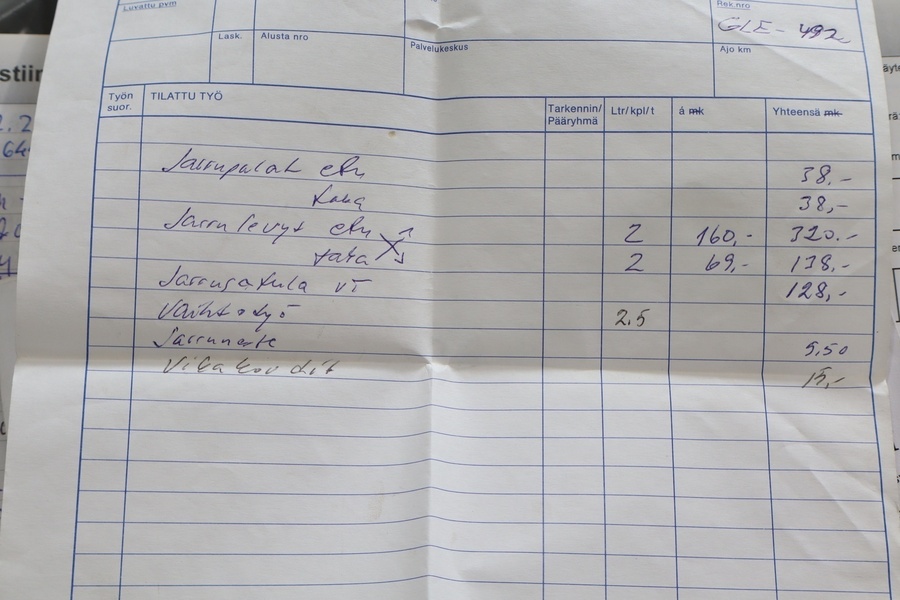 Luvattu pvm
Rek.nro
GLE-492
Lask. Alusta nro Palvelukeskus Ajo km
Työn suor. TILATTU TYÖ Tarkennin/ Pääryhmä Ltr/kpl/t á mk Yhteensä mk
Jarrupalat etu 38,-
taka 38,-
Jarrulevyt etu 2 160,- 320.-
taka 2 69,- 138,-
Jarrusatula VT 128,-
Vaihtotyö 2.5
Jarruneste 5,50
Vikakoodit 15,-